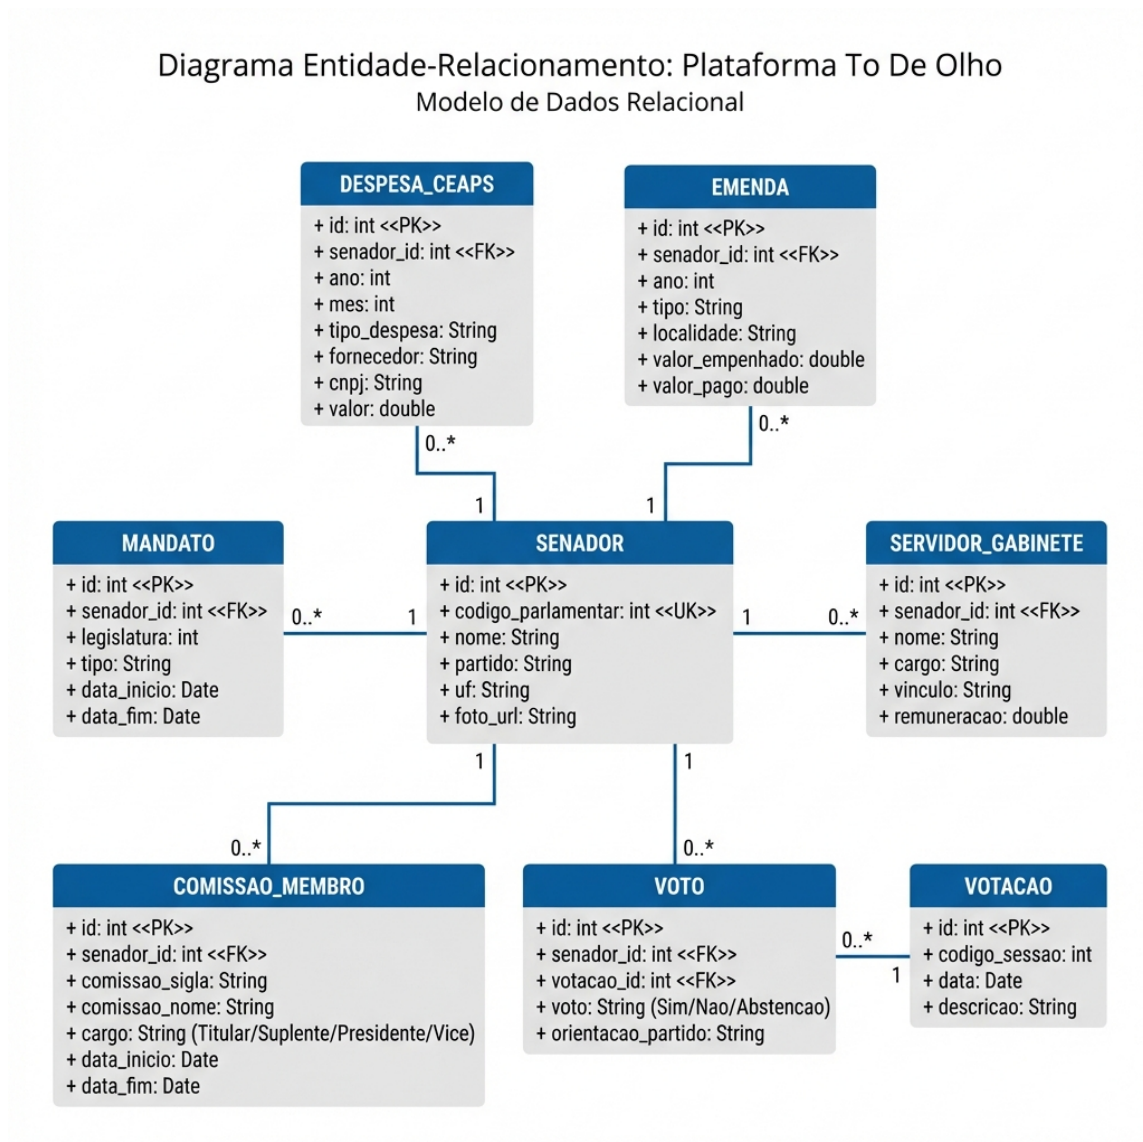 Diagrama Entidade-Relacionamento: Plataforma To De Olho
Modelo de Dados Relacional
DESPESA_CEAPS
+ id: int <<PK>>
+ senador_id: int <<FK>>
+ ano: int
+ mes: int
+ tipo_despesa: String
+ fornecedor: String
+ cnpj: String
+ valor: double
0..*
1
EMENDA
+ id: int <<PK>>
+ senador_id: int <<FK>>
+ ano: int
+ tipo: String
+ localidade: String
+ valor_empenhado: double
+ valor_pago: double
0..*
1
MANDATO
+ id: int <<PK>>
+ senador_id: int <<FK>>
+ legislatura: int
+ tipo: String
+ data_inicio: Date
+ data_fim: Date
0..*
1
SENADOR
+ id: int <<PK>>
+ codigo_parlamentar: int <<UK>>
+ nome: String
+ partido: String
+ uf: String
+ foto_url: String
1
0..*
SERVIDOR_GABINETE
+ id: int <<PK>>
+ senador_id: int <<FK>>
+ nome: String
+ cargo: String
+ vinculo: String
+ remuneracao: double
1
0..*
1
0..*
COMISSAO_MEMBRO
+ id: int <<PK>>
+ senador_id: int <<FK>>
+ comissao_sigla: String
+ comissao_nome: String
+ cargo: String (Titular/Suplente/Presidente/Vice)
+ data_inicio: Date
+ data_fim: Date
VOTO
+ id: int <<PK>>
+ senador_id: int <<FK>>
+ votacao_id: int <<FK>>
+ voto: String (Sim/Nao/Abstencao)
+ orientacao_partido: String
0..*
1
VOTACAO
+ id: int <<PK>>
+ codigo_sessao: int
+ data: Date
+ descricao: String